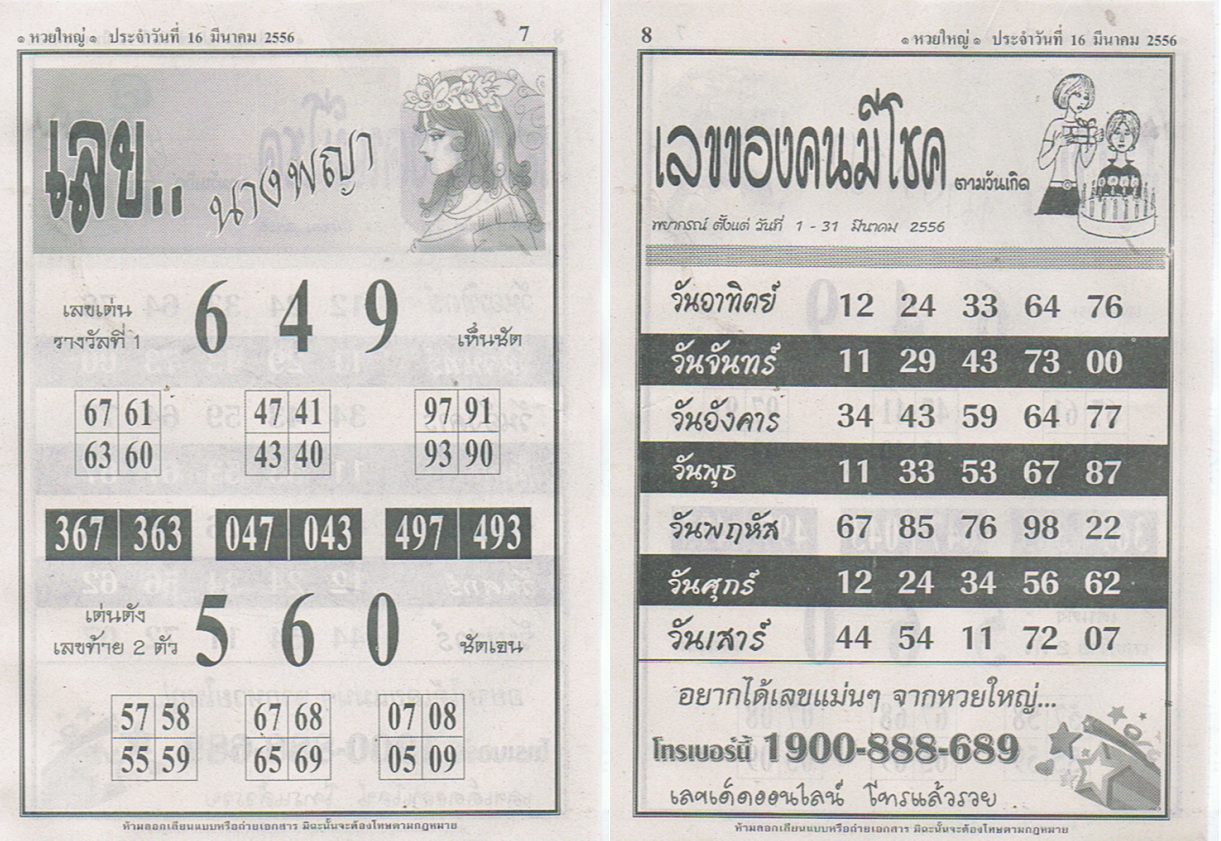 ๑ หวยใหญ่ ๑ ประจำวันที่ 16 มีนาคม 2556 7
เลข..
นางพญา
เลขเด่น
รางวัลที่ 1
6 4 9
เห็นชัด
67 61 47 41 97 91
63 60 43 40 93 90
367 363 047 043 497 493
เด่นดัง
เลขท้าย 2 ตัว
5 6 0
ชัดเจน
57 58 67 68 07 08
55 59 65 69 05 09
ห้ามลอกเลียนแบบหรือถ่ายเอกสาร มิฉะนั้นจะต้องโทษตามกฎหมาย
8 ๑ หวยใหญ่ ๑ ประจำวันที่ 16 มีนาคม 2556
เลขของคนมีโชค ตามวันเกิด
พยากรณ์ ตั้งแต่ วันที่ 1 - 31 มีนาคม 2556
วันอาทิตย์ 12 24 33 64 76
วันจันทร์ 11 29 43 73 00
วันอังคาร 34 43 59 64 77
วันพุธ 11 33 53 67 87
วันพฤหัส 67 85 76 98 22
วันศุกร์ 12 24 34 56 62
วันเสาร์ 44 54 11 72 07
อยากได้เลขแม่นๆ จากหวยใหญ่...
โทรเบอร์นี้ 1900-888-689
เลขเด็ดออนไลน์ โทรแล้วรวย
ห้ามลอกเลียนแบบหรือถ่ายเอกสาร มิฉะนั้นจะต้องโทษตามกฎหมาย